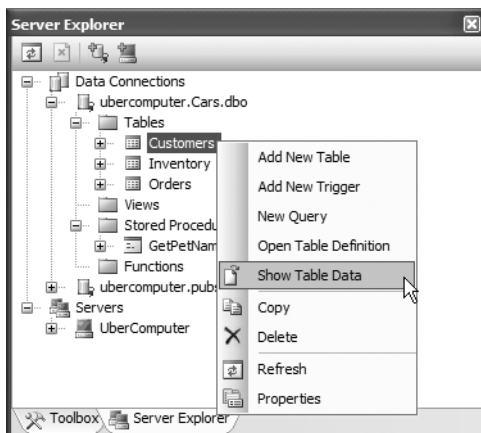 Server Explorer
Data Connections
ubercomputer.Cars.dbo
Tables
Customers
Inventory
Orders
Views
Stored Procedu
GetPetNam
Functions
ubercomputer.pubs
Servers
UberComputer
Add New Table
Add New Trigger
New Query
Open Table Definition
Show Table Data
Copy
Delete
Refresh
Properties
Toolbox Server Explorer